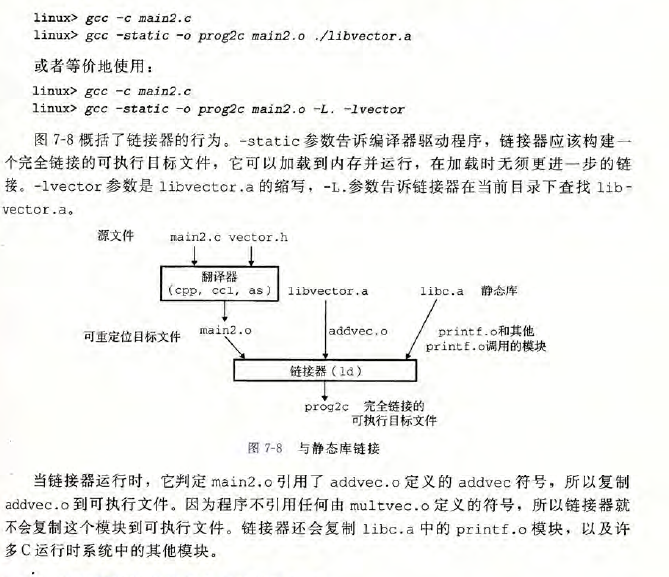 linux> gcc -c main2.c
linux> gcc -static -o prog2c main2.o ./libvector.a
或者等价地使用：
linux> gcc -c main2.c
linux> gcc -static -o prog2c main2.o -L. -lvector
图 7-8 概括了链接器的行为。-static 参数告诉编译器驱动程序，链接器应该构建一
个完全链接的可执行目标文件，它可以加载到内存并运行，在加载时无须更进一步的链
接。-lvector 参数是 libvector.a 的缩写，-L.参数告诉链接器在当前目录下查找 lib-
vector.a。
源文件 main2.c vector.h
翻译器
(cpp, cc1, as) libvector.a libc.a 静态库
可重定位目标文件 main2.o addvec.o printf.o和其他
printf.o调用的模块
链接器 (ld)
prog2c 完全链接的
可执行目标文件
图 7-8 与静态库链接
当链接器运行时，它判定 main2.o 引用了 addvec.o 定义的 addvec 符号，所以复制
addvec.o 到可执行文件。因为程序不引用任何由 multvec.o 定义的符号，所以链接器就
不会复制这个模块到可执行文件。链接器还会复制 libc.a 中的 printf.o 模块，以及许
多 C 运行时系统中的其他模块。